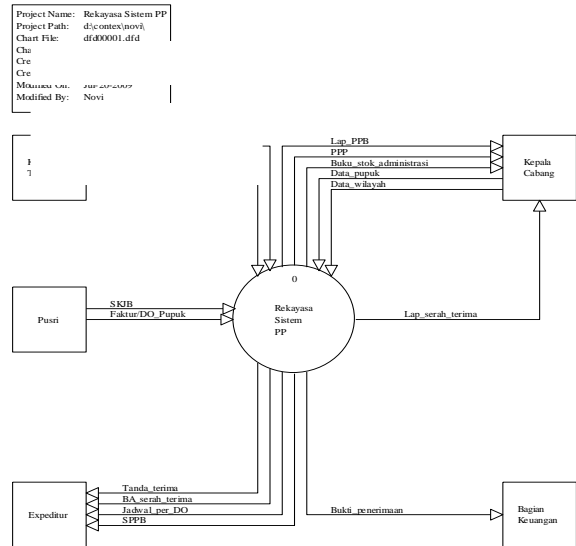 Project Name: Rekayasa Sistem PP
Project Path: d:\contex\novi\
Chart File: dfd00001.dfd
Modified On: Jul-20-2009
Modified By: Novi
Lap_PPB
PPP
Buku_stok_administrasi
Data_pupuk
Data_wilayah
Kepala
Cabang
0
Rekayasa
Sistem
PP
Pusri
SKJB
Faktur/DO_Pupuk
Lap_serah_terima
Expeditur
Tanda_terima
BA_serah_terima
Jadwal_per_DO
SPPB
Bukti_penerimaan
Bagian
Keuangan